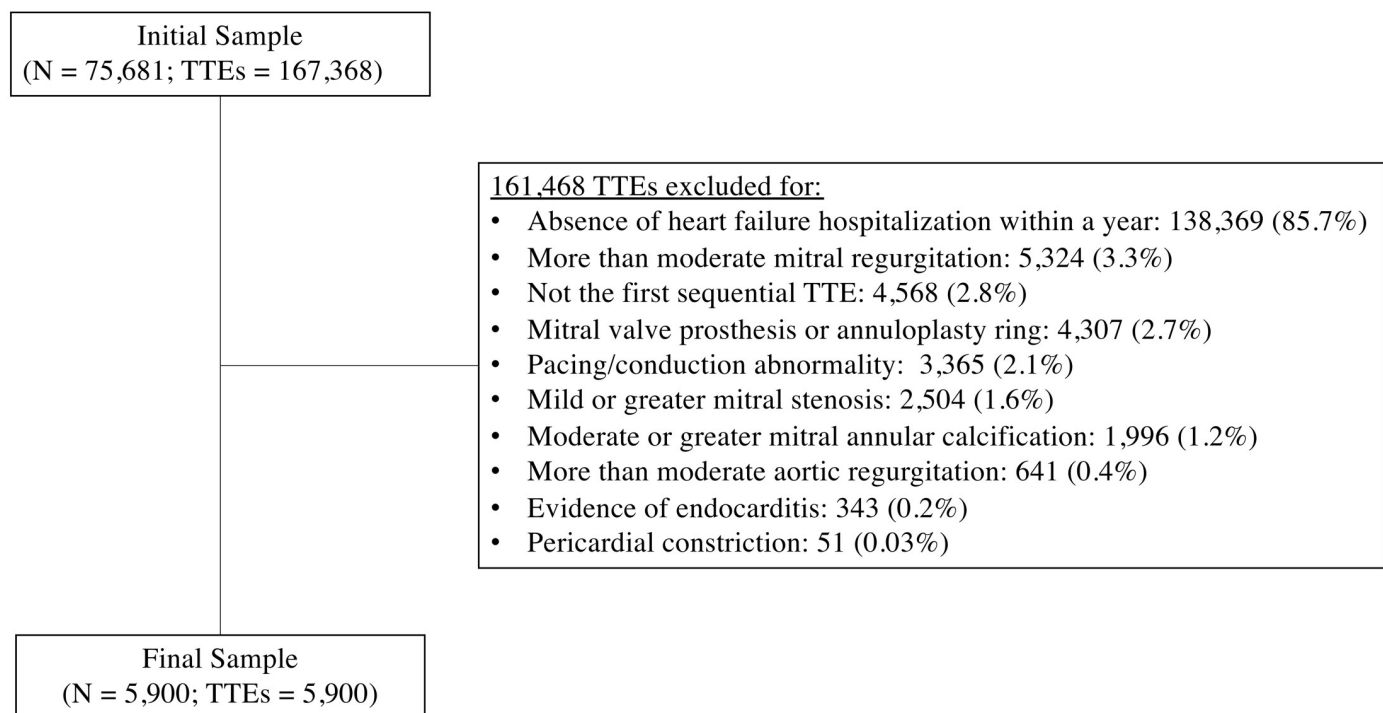 Initial Sample
(N = 75,681; TTEs = 167,368)
161,468 TTEs excluded for:
• Absence of heart failure hospitalization within a year: 138,369 (85.7%)
• More than moderate mitral regurgitation: 5,324 (3.3%)
• Not the first sequential TTE: 4,568 (2.8%)
• Mitral valve prosthesis or annuloplasty ring: 4,307 (2.7%)
• Pacing/conduction abnormality: 3,365 (2.1%)
• Mild or greater mitral stenosis: 2,504 (1.6%)
• Moderate or greater mitral annular calcification: 1,996 (1.2%)
• More than moderate aortic regurgitation: 641 (0.4%)
• Evidence of endocarditis: 343 (0.2%)
• Pericardial constriction: 51 (0.03%)
Final Sample
(N = 5,900; TTEs = 5,900)